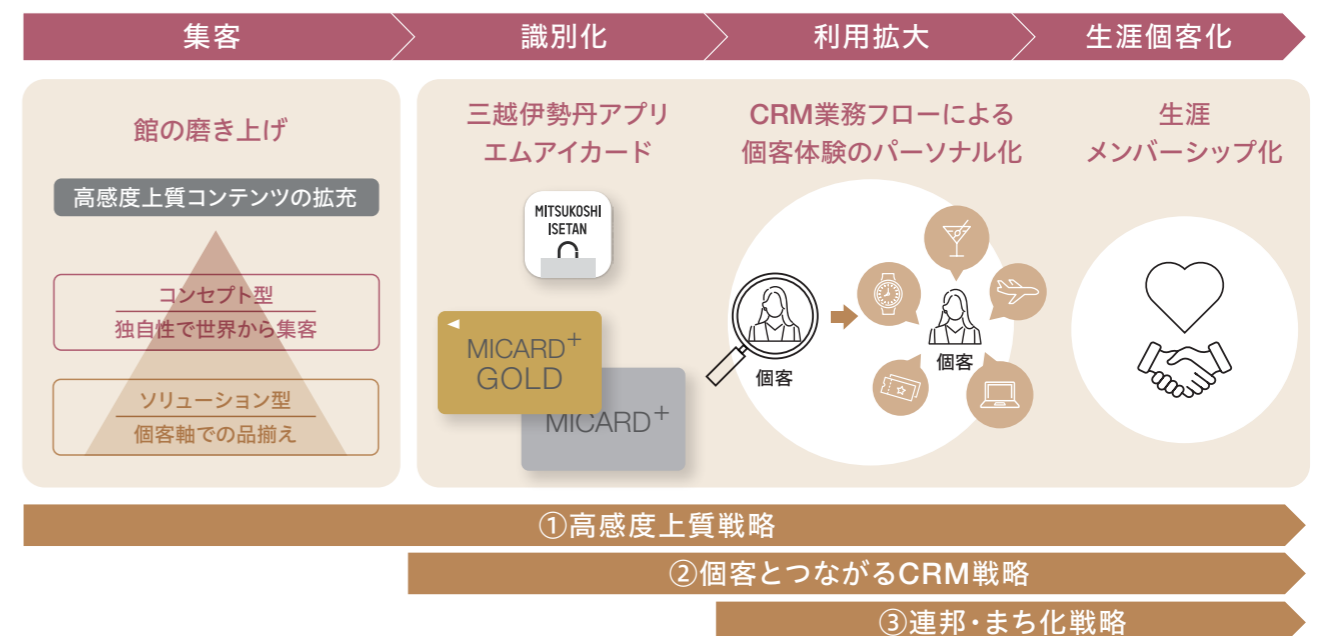 集客
識別化
利用拡大
生涯個客化
館の磨き上げ
高感度上質コンテンツの拡充
コンセプト型
独自性で世界から集客
ソリューション型
個客軸での品揃え
三越伊勢丹アプリ
エムアイカード
MITSUKOSHI
ISETAN
MICARD+
GOLD
MICARD+
CRM業務フローによる
個客体験のパーソナル化
個客
個客
生涯
メンバーシップ化
①高感度上質戦略
②個客とつながるCRM戦略
③連邦・まち化戦略